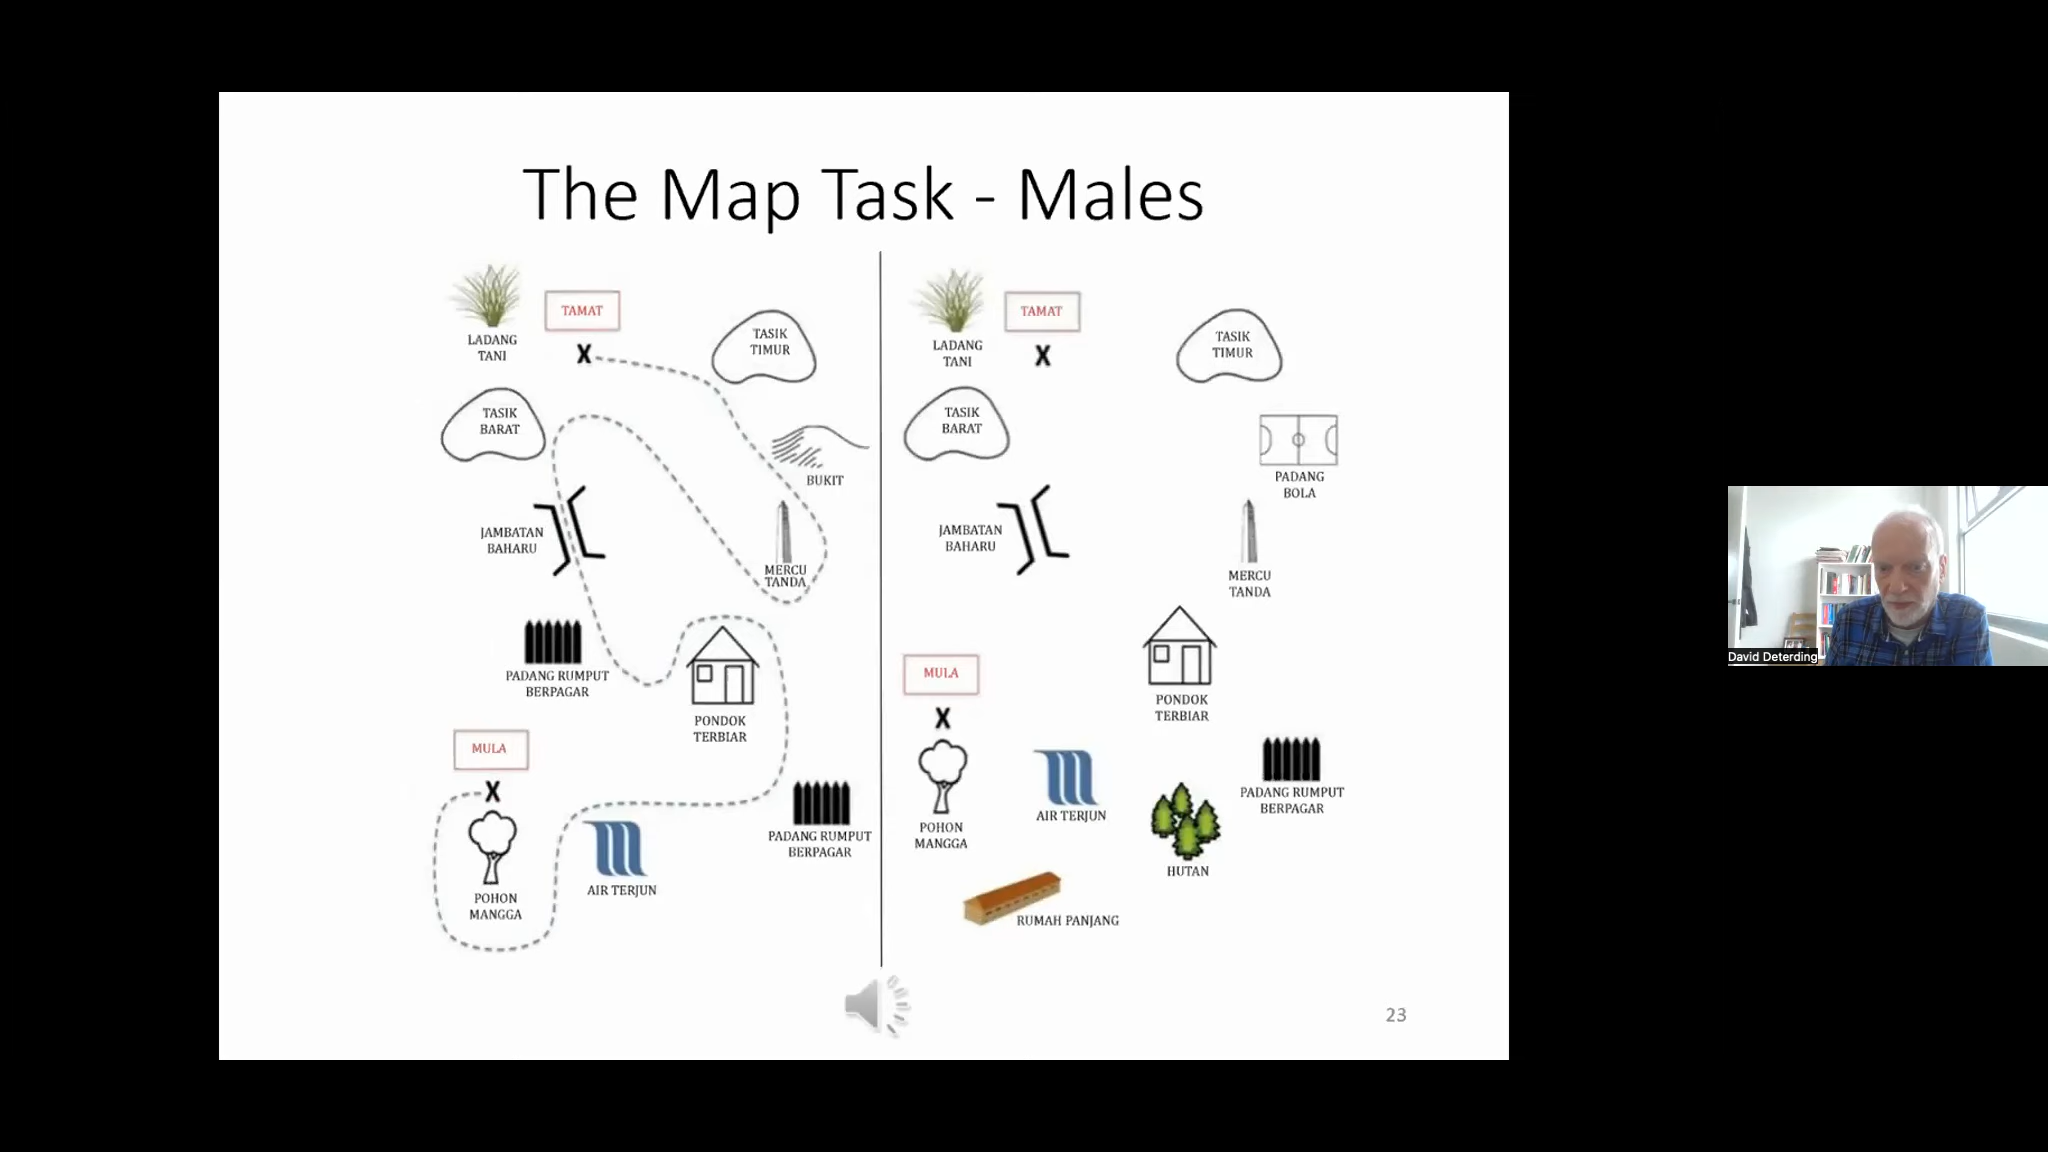 The Map Task - Males
LADANG
TANI
TAMAT
X
TASIK
TIMUR
TASIK
BARAT
BUKIT
JAMBATAN
BAHARU
MERCU
TANDA
PADANG RUMPUT
BERPAGAR
PONDOK
TERBIAR
MULA
X
POHON
MANGGA
AIR TERJUN
PADANG RUMPUT
BERPAGAR
LADANG
TANI
TAMAT
X
TASIK
TIMUR
TASIK
BARAT
PADANG
BOLA
JAMBATAN
BAHARU
MERCU
TANDA
MULA
X
PONDOK
TERBIAR
POHON
MANGGA
AIR TERJUN
PADANG RUMPUT
BERPAGAR
HUTAN
RUMAH PANJANG
23
David Deterding